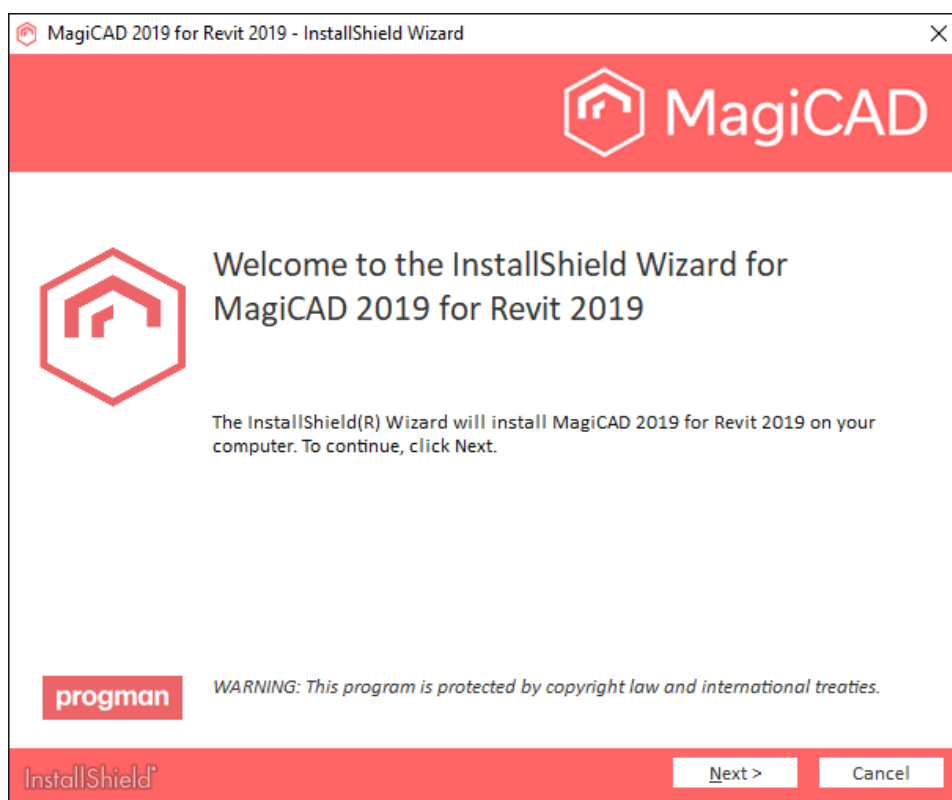 MagiCAD 2019 for Revit 2019 - InstallShield Wizard
MagiCAD
Welcome to the InstallShield Wizard for
MagiCAD 2019 for Revit 2019
The InstallShield(R) Wizard will install MagiCAD 2019 for Revit 2019 on your
computer. To continue, click Next.
progman
WARNING: This program is protected by copyright law and international treaties.
InstallShield®
Next >
Cancel